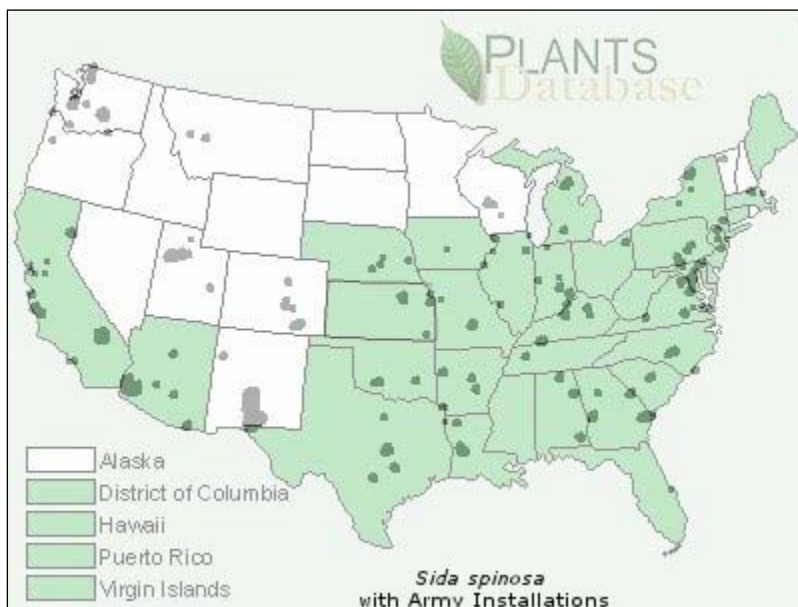 PLANTS
Database
Alaska
District of Columbia
Hawaii
Puerto Rico
Virgin Islands
Sida spinosa
with Army Installations